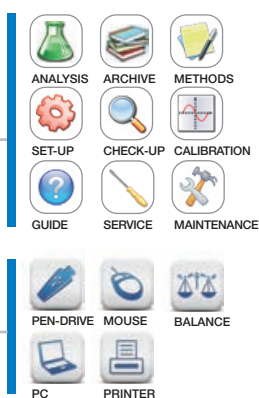 ANALYSIS ARCHIVE METHODS
SET-UP CHECK-UP CALIBRATION
GUIDE SERVICE MAINTENANCE
PEN-DRIVE MOUSE BALANCE
PC PRINTER